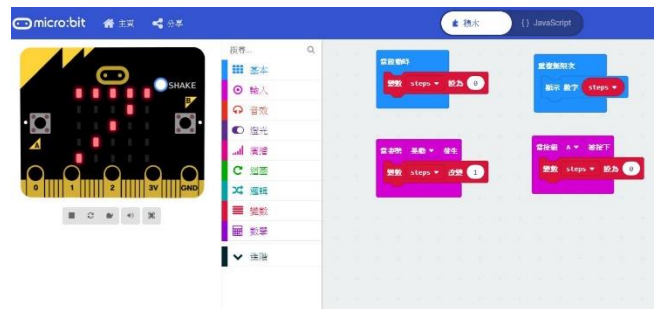 micro:bit 主頁 分享 積木 {} JavaScript
搜尋...
SHAKE
B
A
0 1 2 3V GND
基本
輸入
音效
燈光
廣播
迴圈
邏輯
變數
數學
進階
當啟動時
變數 steps 設為 0
重複無限次
顯示 數字 steps
當姿勢 晃動 發生
變數 steps 改變 1
當按鈕 A 被按下
變數 steps 設為 0